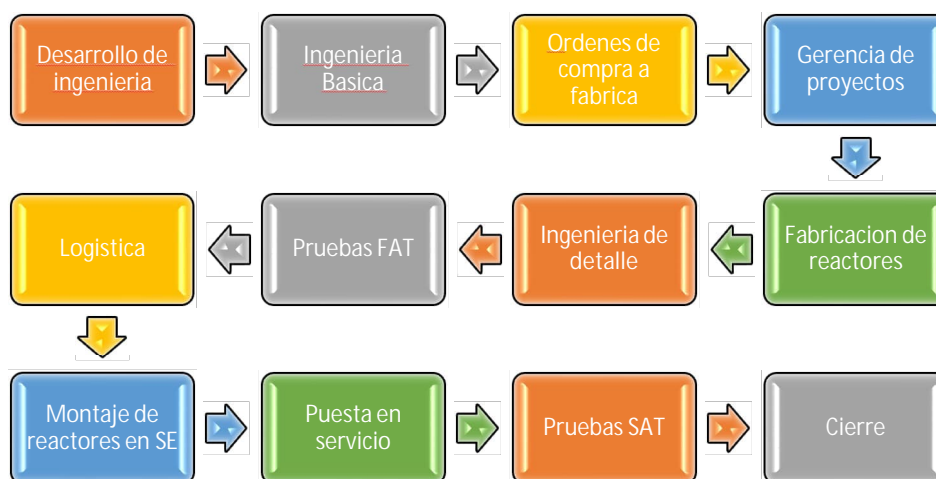 Desarrollo de
ingenieria
Ingenieria
Basica
Ordenes de
compra a
fabrica
Gerencia de
proyectos
Fabricacion de
reactores
Ingenieria de
detalle
Pruebas FAT
Logistica
Montaje de
reactores en SE
Puesta en
servicio
Pruebas SAT
Cierre